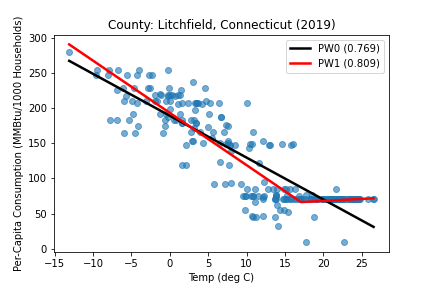 County: Litchfield, Connecticut (2019)
Per-Capita Consumption (MMBtu/1000 Households)
300
250
200
150
100
50
0
PW0 (0.769)
PW1 (0.809)
−15 −10 −5 0 5 10 15 20 25
Temp (deg C)